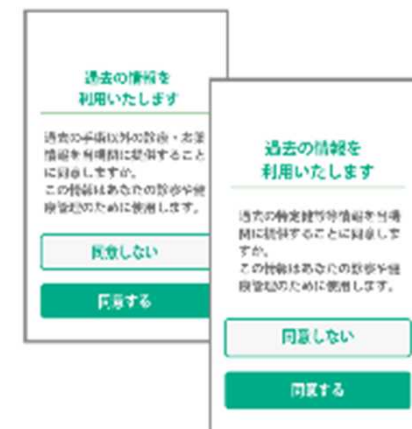 過去の情報を
利用いたします
過去の手術以外の診療・お薬
情報を当機関に提供すること
に同意しますか。
この情報はあなたの診察や健
康管理のために使用します。
同意しない
同意する
過去の情報を
利用いたします
過去の特定健診等情報を当機
関に提供することに同意しま
すか。
この情報はあなたの診察や健
康管理のために使用します。
同意しない
同意する